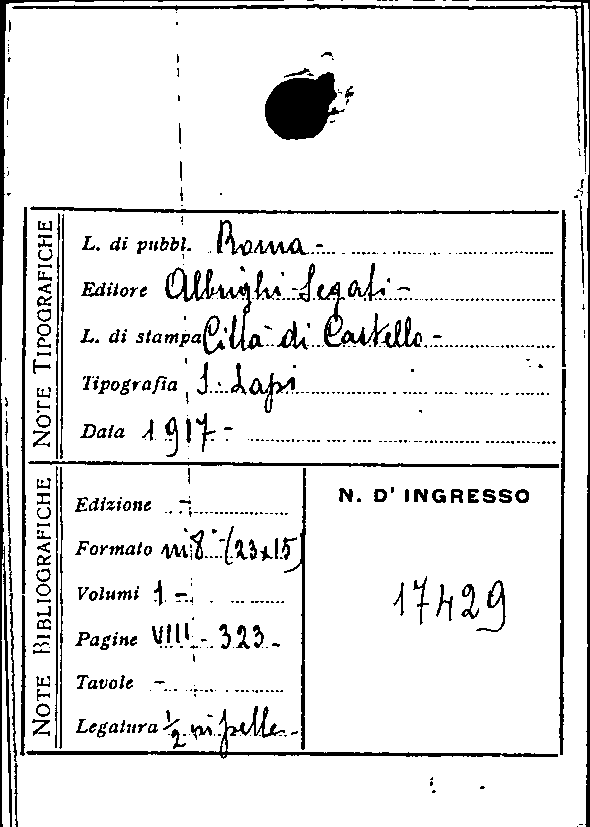 NOTE TIPOGRAFICHE
L. di pubbl. Roma -
Editore Albrighi Segati -
L. di stampa Città di Castello -
Tipografia S. Lapi
Data 1917 -
NOTE BIBLIOGRAFICHE
Edizione -
Formato in 8° (23x15)
Volumi 1 -
Pagine VIII - 323 -
Tavole -
Legatura 1/2 in pelle -
N. D' INGRESSO
17429